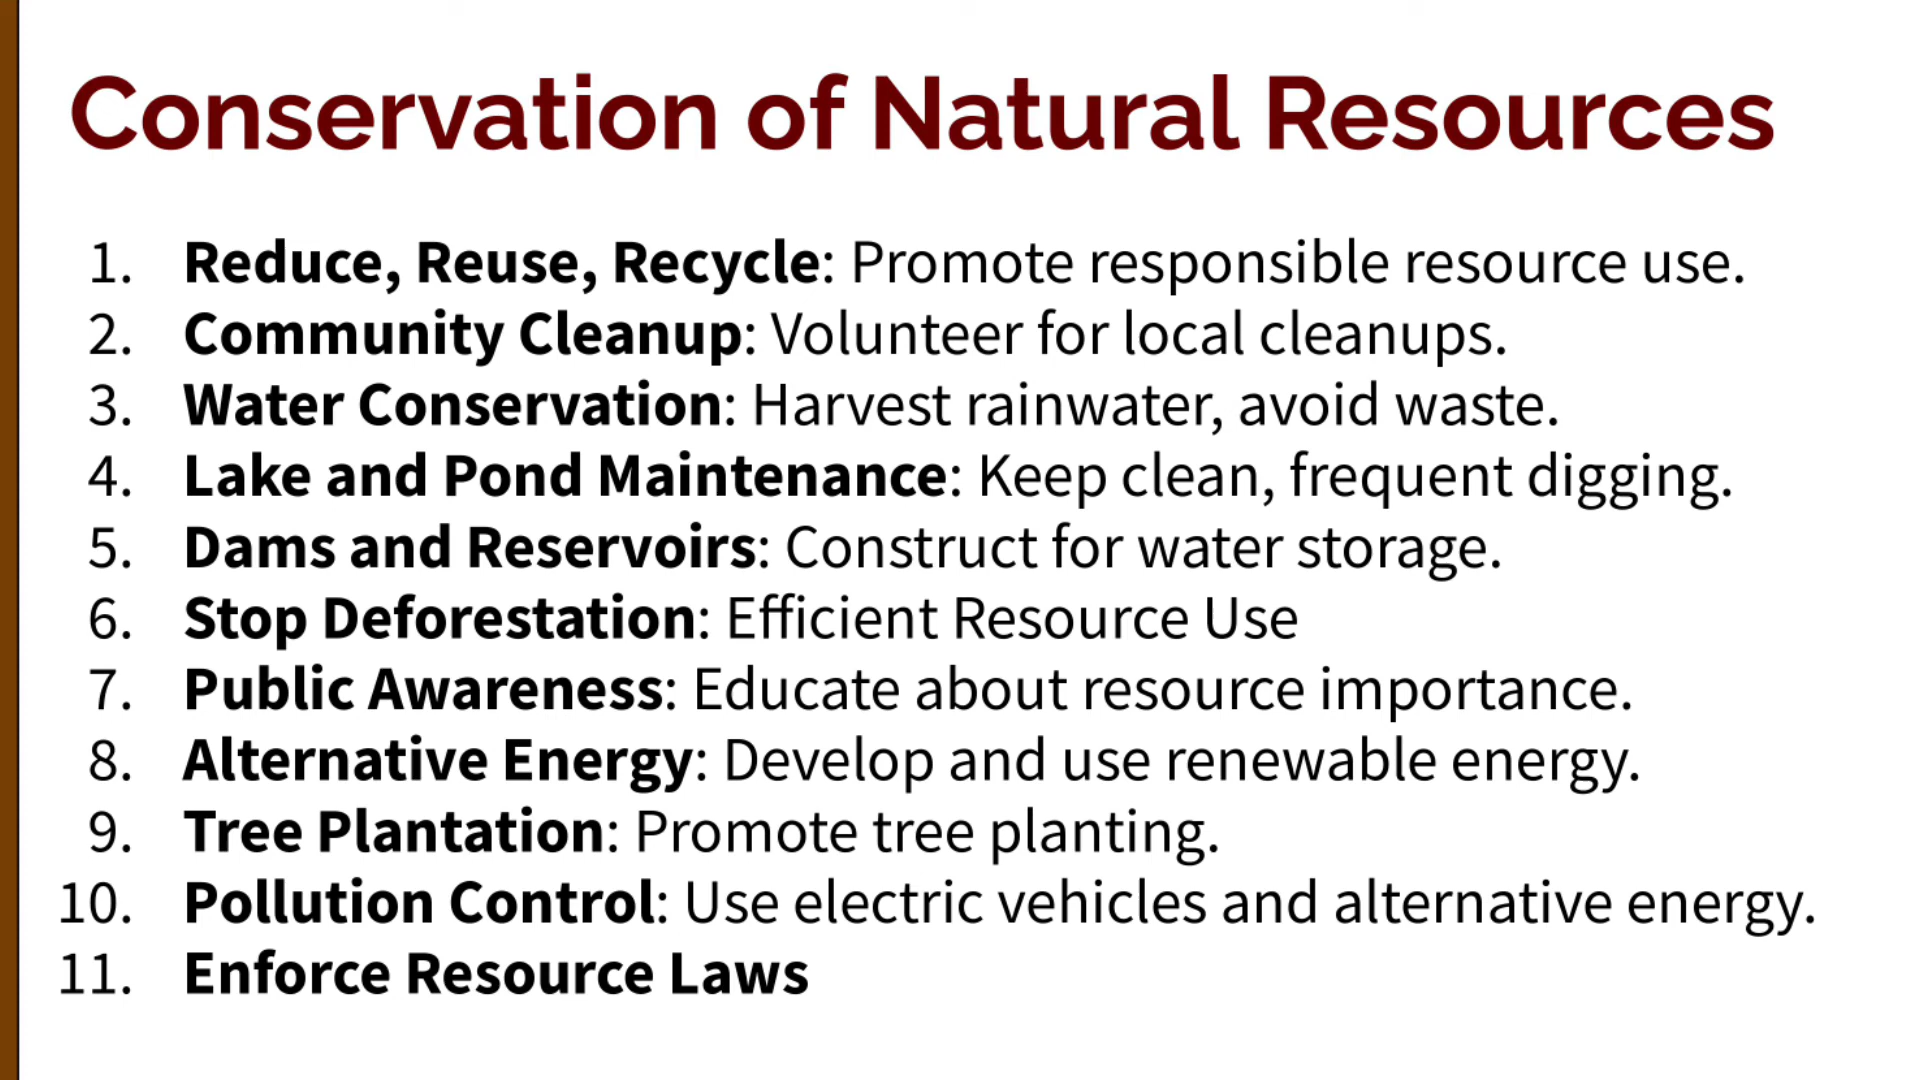 Conservation of Natural Resources
1. Reduce, Reuse, Recycle: Promote responsible resource use.
2. Community Cleanup: Volunteer for local cleanups.
3. Water Conservation: Harvest rainwater, avoid waste.
4. Lake and Pond Maintenance: Keep clean, frequent digging.
5. Dams and Reservoirs: Construct for water storage.
6. Stop Deforestation: Efficient Resource Use
7. Public Awareness: Educate about resource importance.
8. Alternative Energy: Develop and use renewable energy.
9. Tree Plantation: Promote tree planting.
10. Pollution Control: Use electric vehicles and alternative energy.
11. Enforce Resource Laws